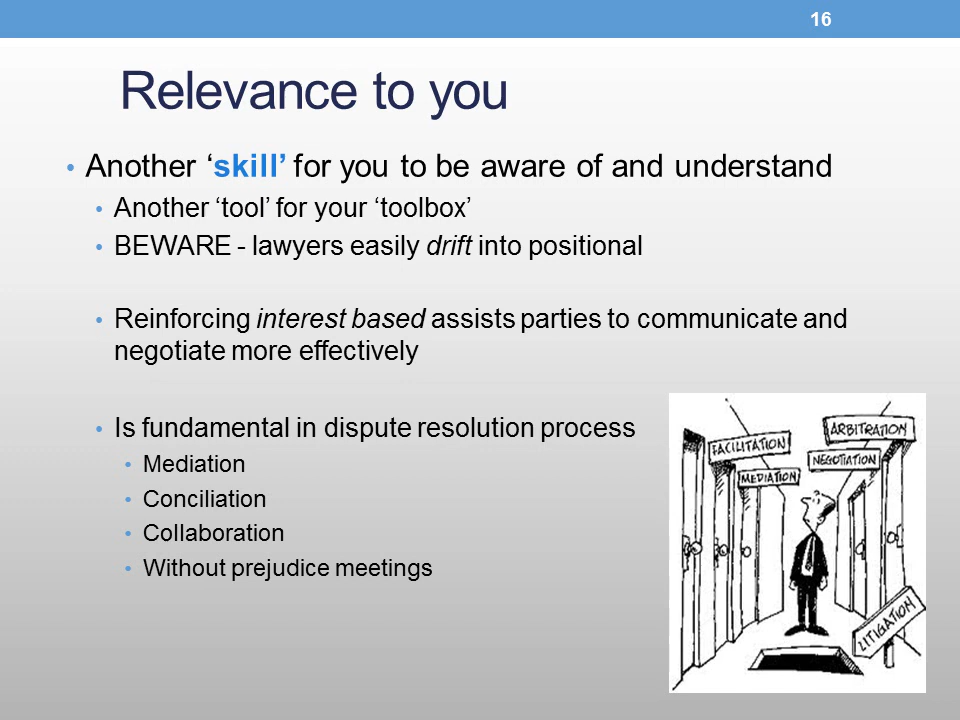 16
Relevance to you
• Another ‘skill’ for you to be aware of and understand
• Another ‘tool’ for your ‘toolbox’
• BEWARE - lawyers easily drift into positional
• Reinforcing interest based assists parties to communicate and
negotiate more effectively
• Is fundamental in dispute resolution process
• Mediation
• Conciliation
• Collaboration
• Without prejudice meetings
FACILITATION
MEDIATION
ARBITRATION
NEGOTIATION
LITIGATION